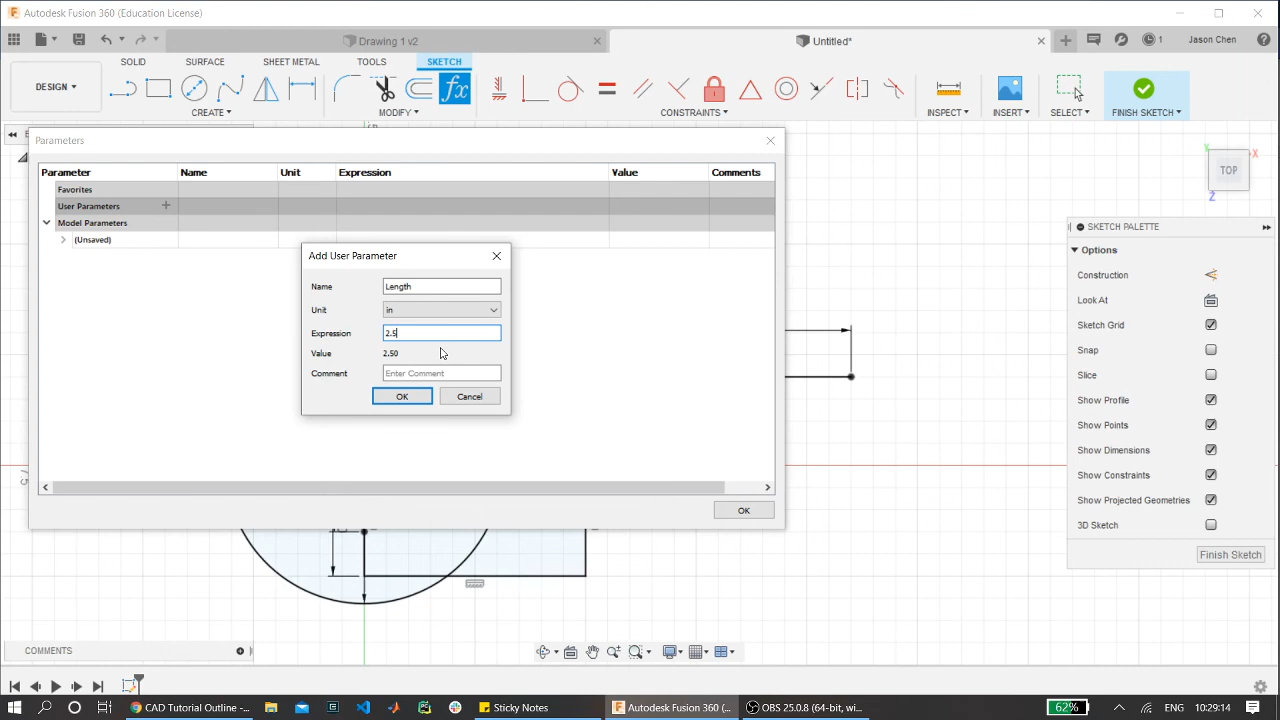 Autodesk Fusion 360 (Education License)
Drawing 1 v2
Untitled*
1
Jason Chen
SOLID
SURFACE
SHEET METAL
TOOLS
SKETCH
DESIGN
fx
CREATE
MODIFY
CONSTRAINTS
INSPECT
INSERT
SELECT
FINISH SKETCH
Parameters
Parameter
Name
Unit
Expression
Value
Comments
Favorites
User Parameters
Model Parameters
(Unsaved)
Add User Parameter
Name
Length
Unit
in
Expression
2.5
Value
2.50
Comment
Enter Comment
OK
Cancel
OK
Y
X
TOP
Z
SKETCH PALETTE
Options
Construction
Look At
Sketch Grid
Snap
Slice
Show Profile
Show Points
Show Dimensions
Show Constraints
Show Projected Geometries
3D Sketch
Finish Sketch
COMMENTS
CAD Tutorial Outline -...
Sticky Notes
Autodesk Fusion 360 (...
OBS 25.0.8 (64-bit, wi...
62%
10:29:14